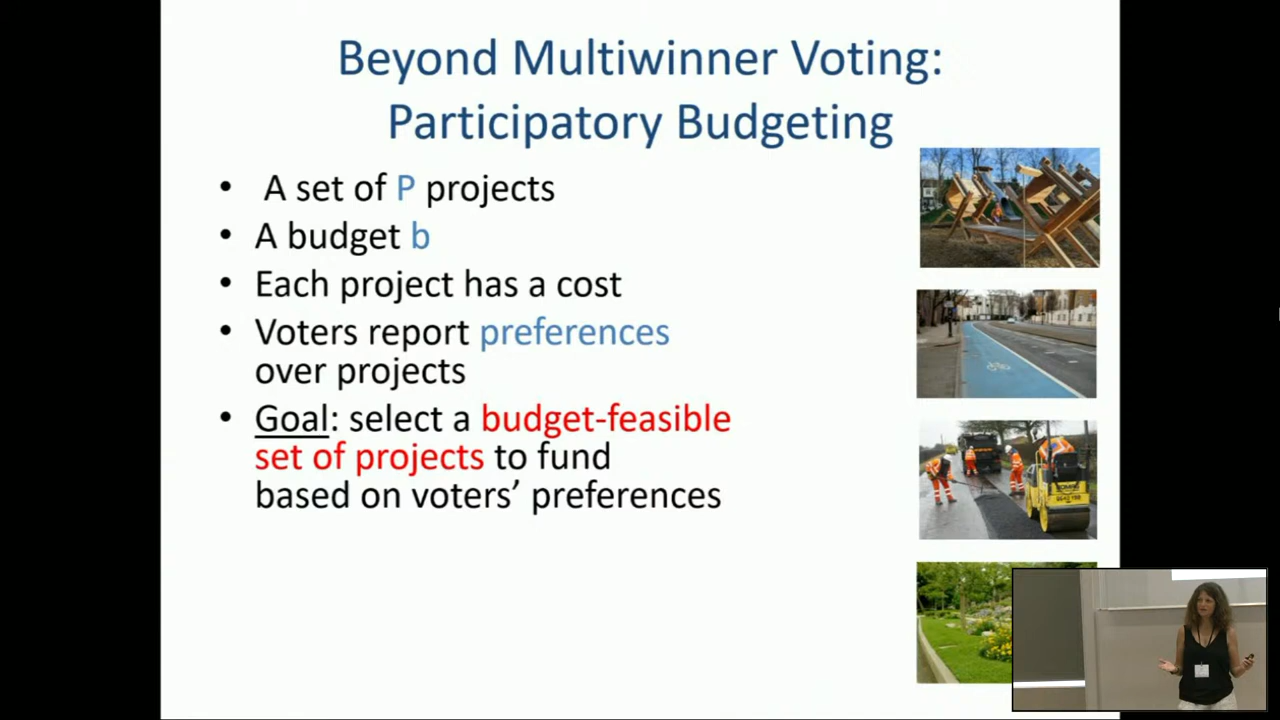 Beyond Multiwinner Voting:
Participatory Budgeting
• A set of P projects
• A budget b
• Each project has a cost
• Voters report preferences
over projects
• Goal: select a budget-feasible
set of projects to fund
based on voters’ preferences